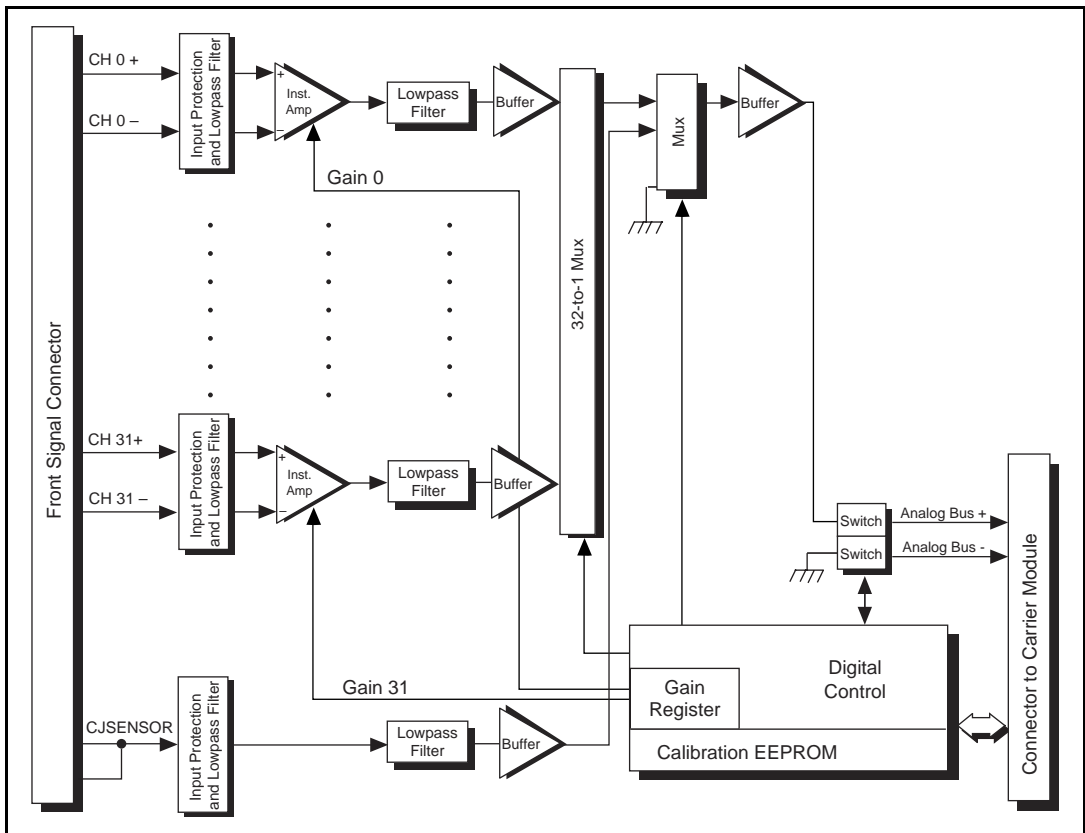 Front Signal Connector
CH 0 +
CH 0 –
Input Protection
and Lowpass Filter
+
–
Inst.
Amp
Lowpass
Filter
Buffer
Gain 0
32-to-1 Mux
Mux
Buffer
CH 31+
CH 31 –
Input Protection
and Lowpass Filter
+
–
Inst.
Amp
Lowpass
Filter
Buffer
Gain 31
Switch
Analog Bus +
Switch
Analog Bus -
Connector to Carrier Module
CJSENSOR
Input Protection
and Lowpass Filter
Lowpass
Filter
Buffer
Gain
Register
Digital
Control
Calibration EEPROM